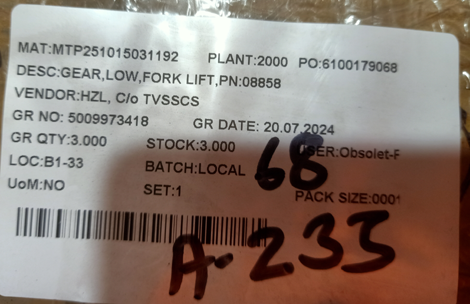 MAT:MTP251015031192 PLANT:2000 PO:6100179068
DESC:GEAR,LOW,FORK LIFT,PN:08858
VENDOR:HZL, C/o TVSSCS
GR NO: 5009973418 GR DATE: 20.07.2024
GR QTY:3.000 STOCK:3.000 USER:Obsolet-F
LOC:B1-33 BATCH:LOCAL 68
UoM:NO SET:1 PACK SIZE:0001
A-233